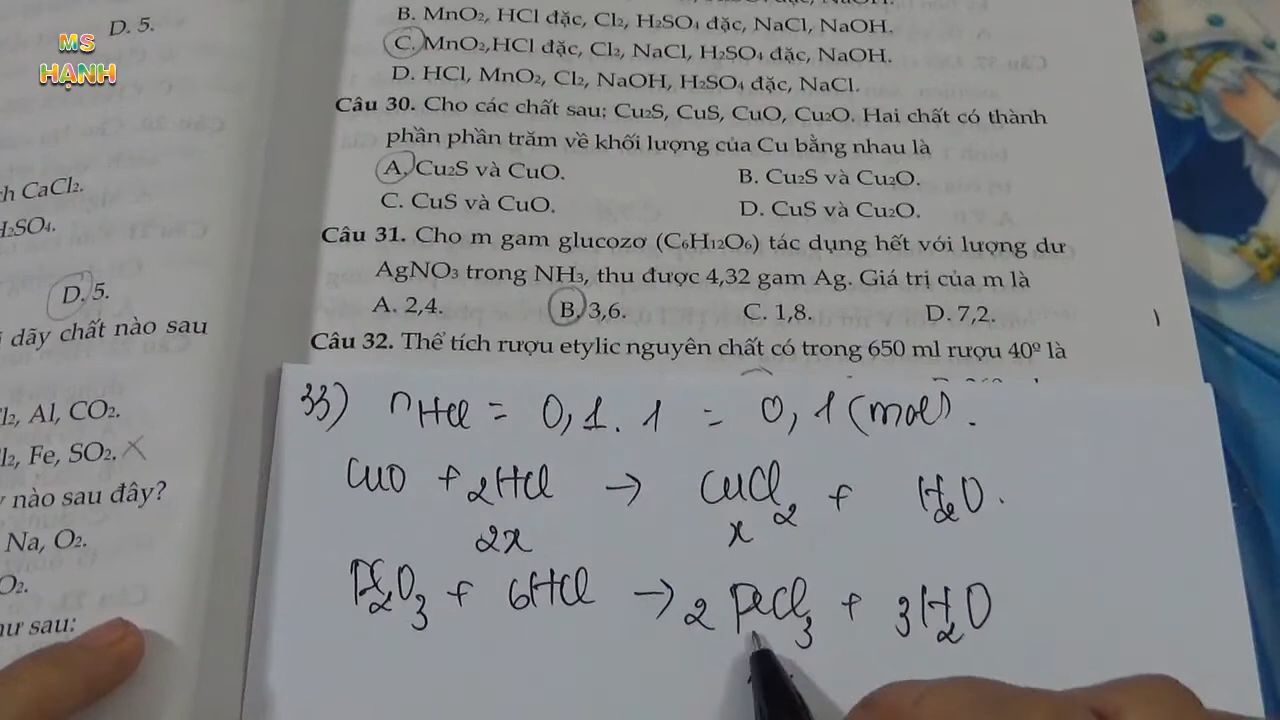 MS
HẠNH
D. 5.
CaCl₂.
H₂SO₄.
D. 5.
dãy chất nào sau
Al, CO₂.
Fe, SO₂.
nào sau đây?
Na, O₂.
sau:
B. MnO₂, HCl đặc, Cl₂, H₂SO₄ đặc, NaCl, NaOH.
C. MnO₂,HCl đặc, Cl₂, NaCl, H₂SO₄ đặc, NaOH.
D. HCl, MnO₂, Cl₂, NaOH, H₂SO₄ đặc, NaCl.
Câu 30. Cho các chất sau; Cu₂S, CuS, CuO, Cu₂O. Hai chất có thành
phần phần trăm về khối lượng của Cu bằng nhau là
A. Cu₂S và CuO. B. Cu₂S và Cu₂O.
C. CuS và CuO. D. CuS và Cu₂O.
Câu 31. Cho m gam glucozơ (C₆H₁₂O₆) tác dụng hết với lượng dư
AgNO₃ trong NH₃, thu được 4,32 gam Ag. Giá trị của m là
A. 2,4. B. 3,6. C. 1,8. D. 7,2.
Câu 32. Thể tích rượu etylic nguyên chất có trong 650 ml rượu 40º là
33) nHCl = 0,1.1 = 0,1 (mol).
CuO + 2HCl → CuCl₂ + H₂O.
2x x
Fe₂O₃ + 6HCl → 2 FeCl₃ + 3H₂O